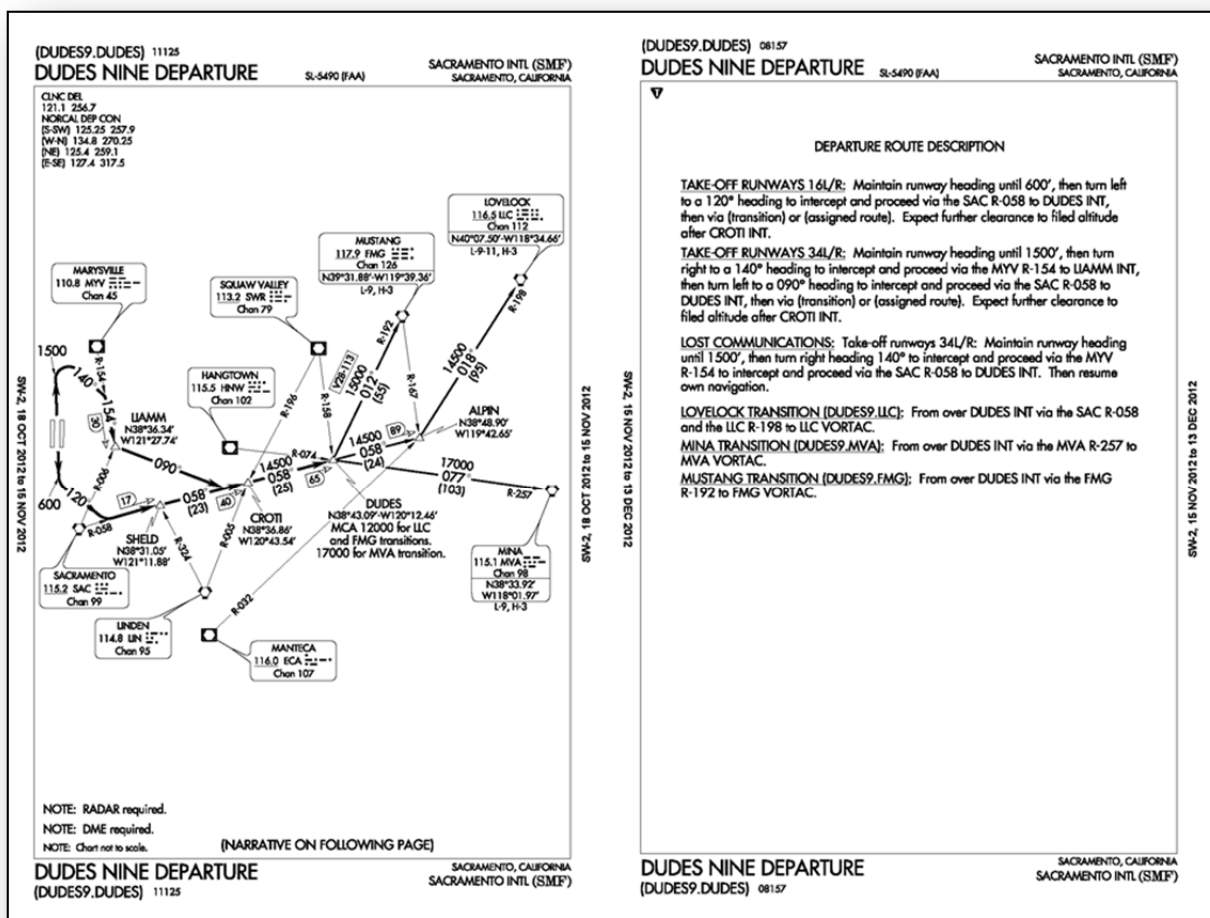 (DUDES9.DUDES) 11125
DUDES NINE DEPARTURE
SL-5490 (FAA)
SACRAMENTO INTL (SMF)
SACRAMENTO, CALIFORNIA
CLNC DEL
121.1 256.7
NORCAL DEP CON
(S-SW) 125.25 257.9
(W-N) 134.8 270.25
(NE) 125.4 259.1
(E-SE) 127.4 317.5
LOVELOCK
116.5 LLC
Chan 112
N40°07.50'-W118°34.66'
L-9-11, H-3
MUSTANG
117.9 FMG
Chan 126
N39°31.88'-W119°39.36'
L-9, H-3
MARYSVILLE
110.8 MYV
Chan 45
SQUAW VALLEY
113.2 SWR
Chan 79
HANGTOWN
115.5 HNW
Chan 102
1500
140°
R-154
154°
30
LIAMM
N38°36.34'
W121°27.74'
090°
R-006
600
120°
R-058
17
058°
(23)
SHELD
N38°31.05'
W121°11.88'
R-324
R-005
40
R-196
R-158
R-074
14500
058°
(25)
CROTI
N38°36.86'
W120°43.54'
65
V28-113
15000
012°
(55)
R-192
R-167
14500
058°
(24)
89
14500
018°
(95)
R-198
ALPIN
N38°48.90'
W119°42.65'
17000
077°
(103)
R-257
DUDES
N38°43.09'-W120°12.46'
MCA 12000 for LLC
and FMG transitions.
17000 for MVA transition.
R-032
SACRAMENTO
115.2 SAC
Chan 99
LINDEN
114.8 LIN
Chan 95
MANTECA
116.0 ECA
Chan 107
MINA
115.1 MVA
Chan 98
N38°33.92'
W118°01.97'
L-9, H-3
NOTE: RADAR required.
NOTE: DME required.
NOTE: Chart not to scale.
(NARRATIVE ON FOLLOWING PAGE)
DUDES NINE DEPARTURE
(DUDES9.DUDES) 11125
SACRAMENTO, CALIFORNIA
SACRAMENTO INTL (SMF)
SW-2, 18 OCT 2012 to 15 NOV 2012
SW-2, 18 OCT 2012 to 15 NOV 2012
(DUDES9.DUDES) 08157
DUDES NINE DEPARTURE
SL-5490 (FAA)
SACRAMENTO INTL (SMF)
SACRAMENTO, CALIFORNIA
T
DEPARTURE ROUTE DESCRIPTION
TAKE-OFF RUNWAYS 16L/R: Maintain runway heading until 600', then turn left
to a 120° heading to intercept and proceed via the SAC R-058 to DUDES INT,
then via (transition) or (assigned route). Expect further clearance to filed altitude
after CROTI INT.
TAKE-OFF RUNWAYS 34L/R: Maintain runway heading until 1500', then turn
right to a 140° heading to intercept and proceed via the MYV R-154 to LIAMM INT,
then turn left to a 090° heading to intercept and proceed via the SAC R-058 to
DUDES INT, then via (transition) or (assigned route). Expect further clearance to
filed altitude after CROTI INT.
LOST COMMUNICATIONS: Take-off runways 34L/R: Maintain runway heading
until 1500', then turn right heading 140° to intercept and proceed via the MYV
R-154 to intercept and proceed via the SAC R-058 to DUDES INT. Then resume
own navigation.
LOVELOCK TRANSITION (DUDES9.LLC): From over DUDES INT via the SAC R-058
and the LLC R-198 to LLC VORTAC.
MINA TRANSITION (DUDES9.MVA): From over DUDES INT via the MVA R-257 to
MVA VORTAC.
MUSTANG TRANSITION (DUDES9.FMG): From over DUDES INT via the FMG
R-192 to FMG VORTAC.
SW-2, 15 NOV 2012 to 13 DEC 2012
SW-2, 15 NOV 2012 to 13 DEC 2012
DUDES NINE DEPARTURE
(DUDES9.DUDES) 08157
SACRAMENTO, CALIFORNIA
SACRAMENTO INTL (SMF)